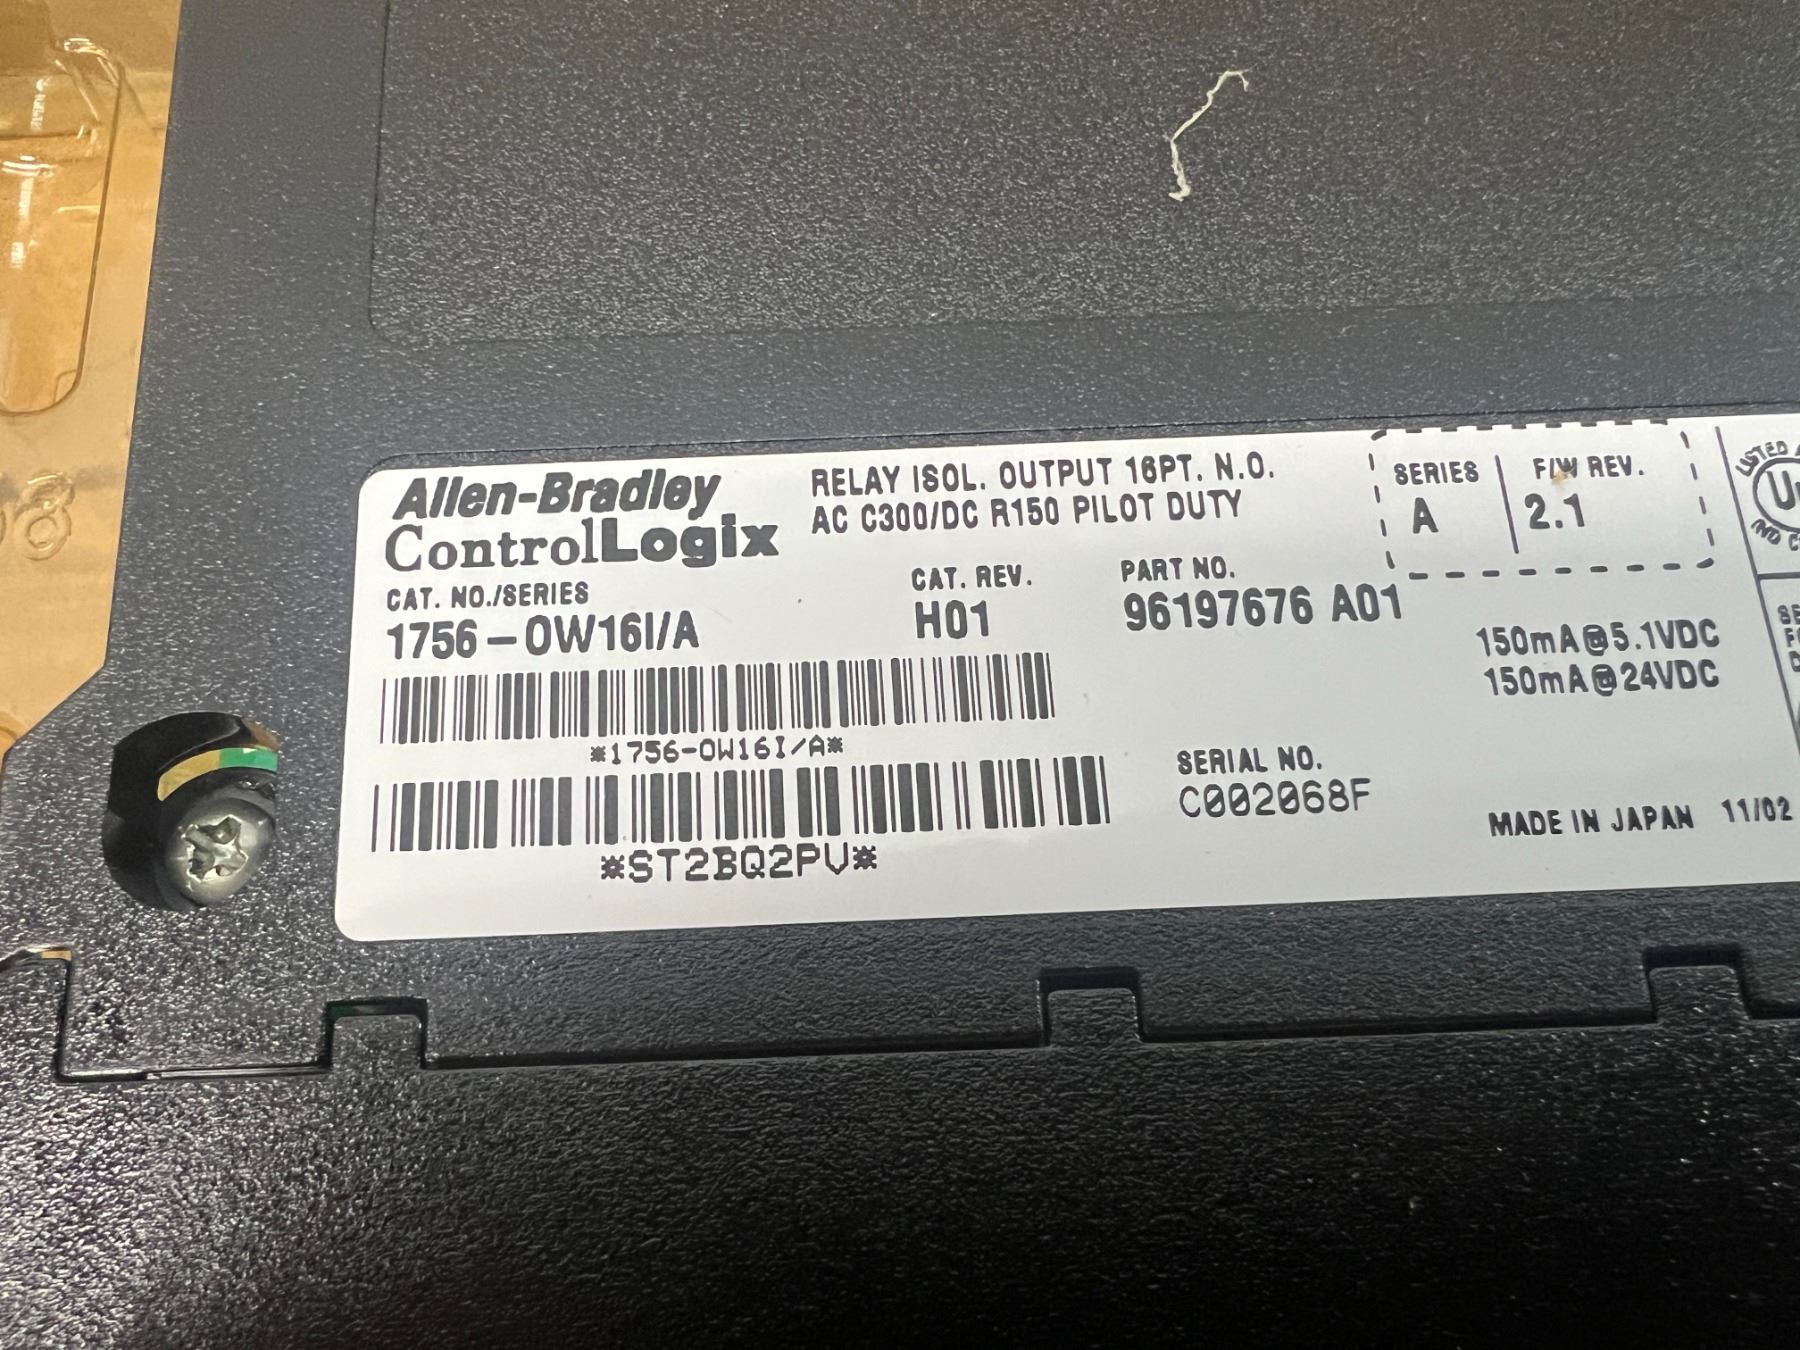 Allen-Bradley
ControlLogix
RELAY ISOL. OUTPUT 16PT. N.O.
AC C300/DC R150 PILOT DUTY
SERIES
A
F/W REV.
2.1
CAT. NO./SERIES
1756-OW16I/A
CAT. REV.
H01
PART NO.
96197676 A01
150mA@5.1VDC
150mA@24VDC
*1756-OW16I/A*
*ST2BQ2PV*
SERIAL NO.
C002068F
MADE IN JAPAN 11/02
LISTED
IND